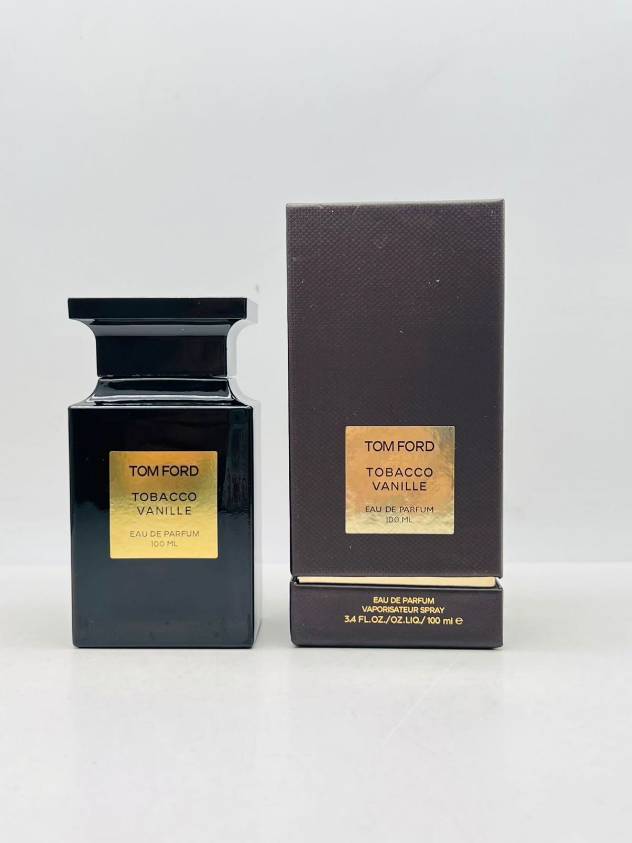 TOM FORD
TOBACCO
VANILLE
EAU DE PARFUM
100 ML
TOM FORD
TOBACCO
VANILLE
EAU DE PARFUM
100 ML
EAU DE PARFUM
VAPORISATEUR SPRAY
3.4 FL.OZ./OZ.LIQ./ 100 ml e